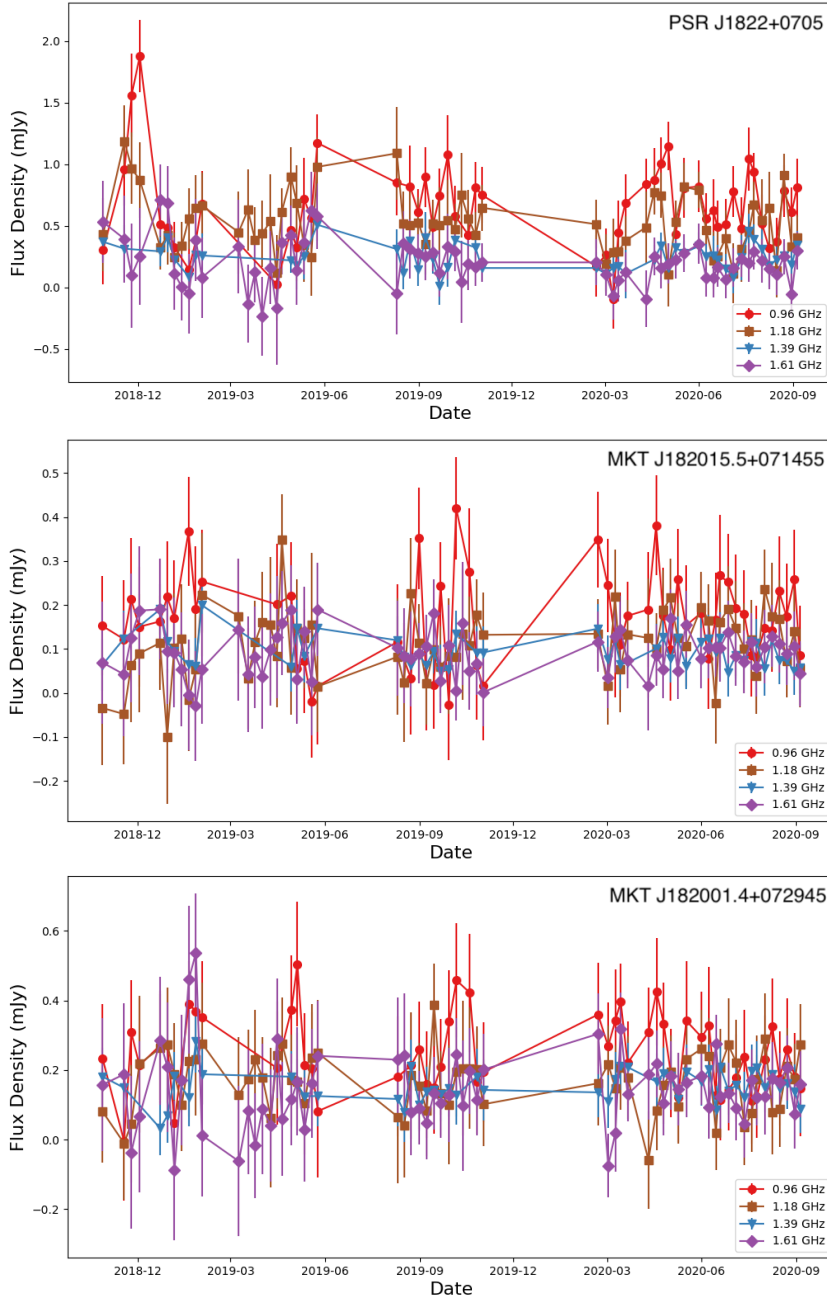 PSR J1822+0705
Flux Density (mJy)
2.0
1.5
1.0
0.5
0.0
−0.5
0.96 GHz
1.18 GHz
1.39 GHz
1.61 GHz
2018-12 2019-03 2019-06 2019-09 2019-12 2020-03 2020-06 2020-09
Date
MKT J182015.5+071455
Flux Density (mJy)
0.5
0.4
0.3
0.2
0.1
0.0
−0.1
−0.2
0.96 GHz
1.18 GHz
1.39 GHz
1.61 GHz
2018-12 2019-03 2019-06 2019-09 2019-12 2020-03 2020-06 2020-09
Date
MKT J182001.4+072945
Flux Density (mJy)
0.6
0.4
0.2
0.0
−0.2
0.96 GHz
1.18 GHz
1.39 GHz
1.61 GHz
2018-12 2019-03 2019-06 2019-09 2019-12 2020-03 2020-06 2020-09
Date